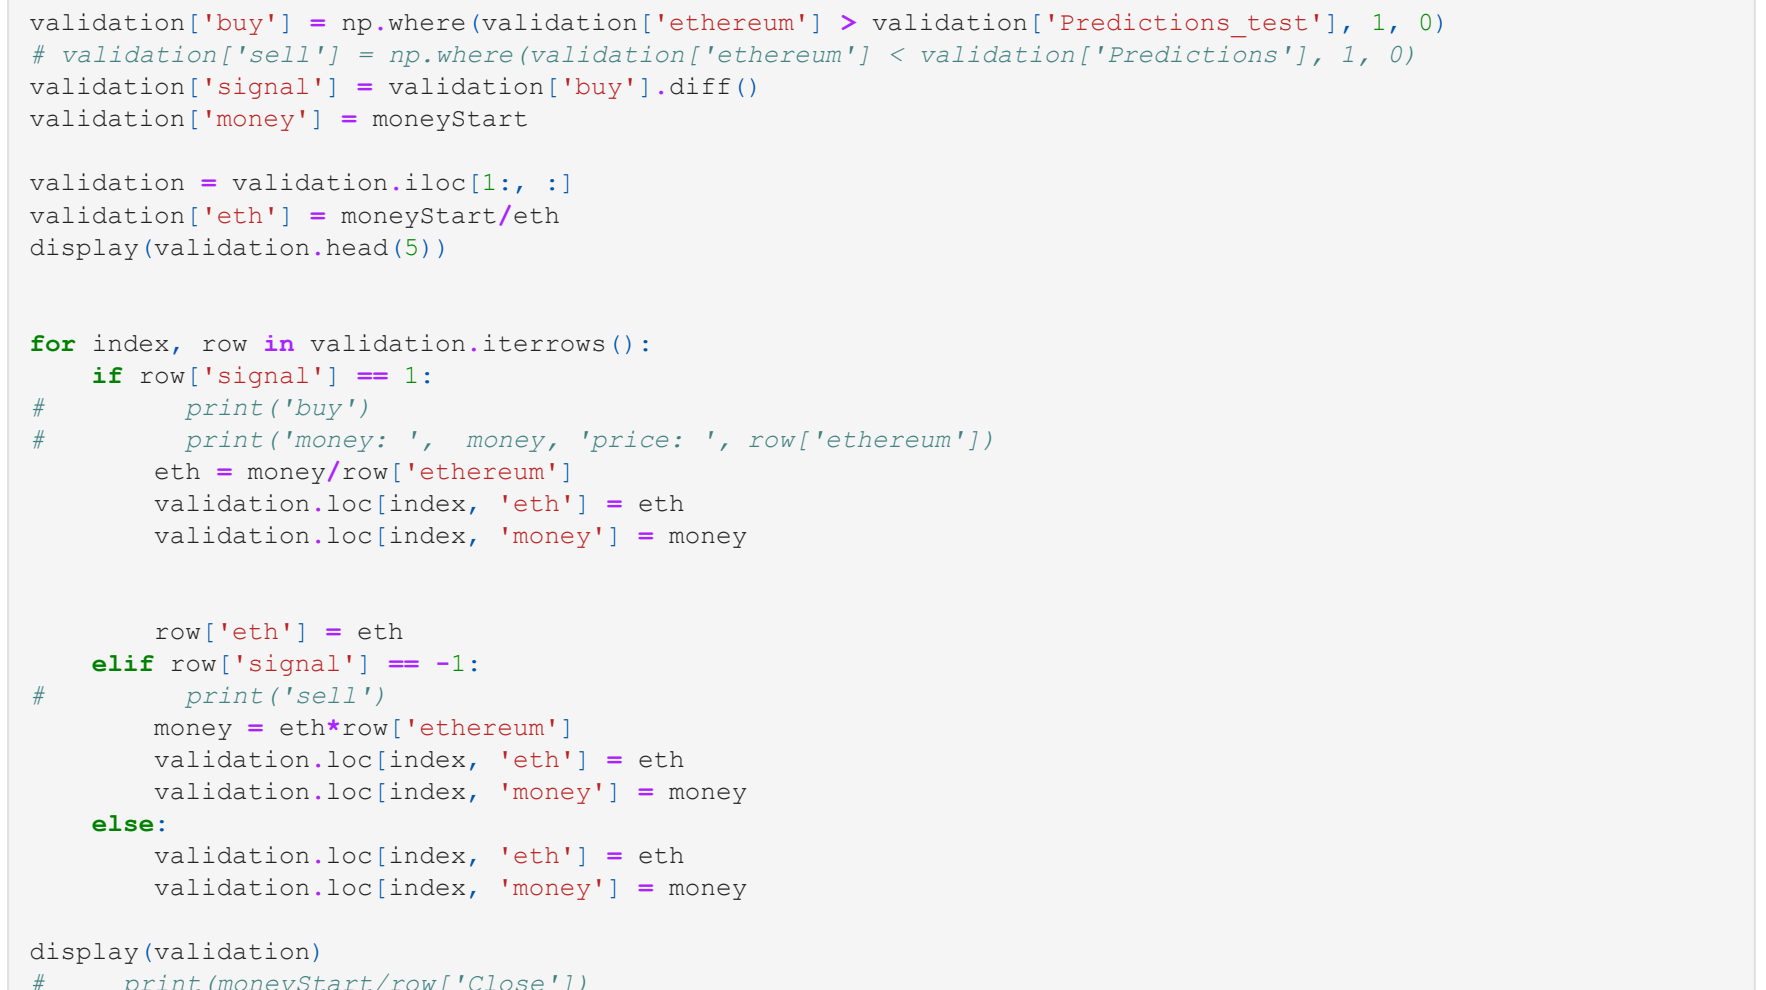 validation['buy'] = np.where(validation['ethereum'] > validation['Predictions_test'], 1, 0)
# validation['sell'] = np.where(validation['ethereum'] < validation['Predictions'], 1, 0)
validation['signal'] = validation['buy'].diff()
validation['money'] = moneyStart

validation = validation.iloc[1:, :]
validation['eth'] = moneyStart/eth
display(validation.head(5))


for index, row in validation.iterrows():
    if row['signal'] == 1:
#         print('buy')
#         print('money: ',  money, 'price: ', row['ethereum'])
        eth = money/row['ethereum']
        validation.loc[index, 'eth'] = eth
        validation.loc[index, 'money'] = money


        row['eth'] = eth
    elif row['signal'] == -1:
#         print('sell')
        money = eth*row['ethereum']
        validation.loc[index, 'eth'] = eth
        validation.loc[index, 'money'] = money
    else:
        validation.loc[index, 'eth'] = eth
        validation.loc[index, 'money'] = money

display(validation)
#     print(moneyStart/row['Close'])